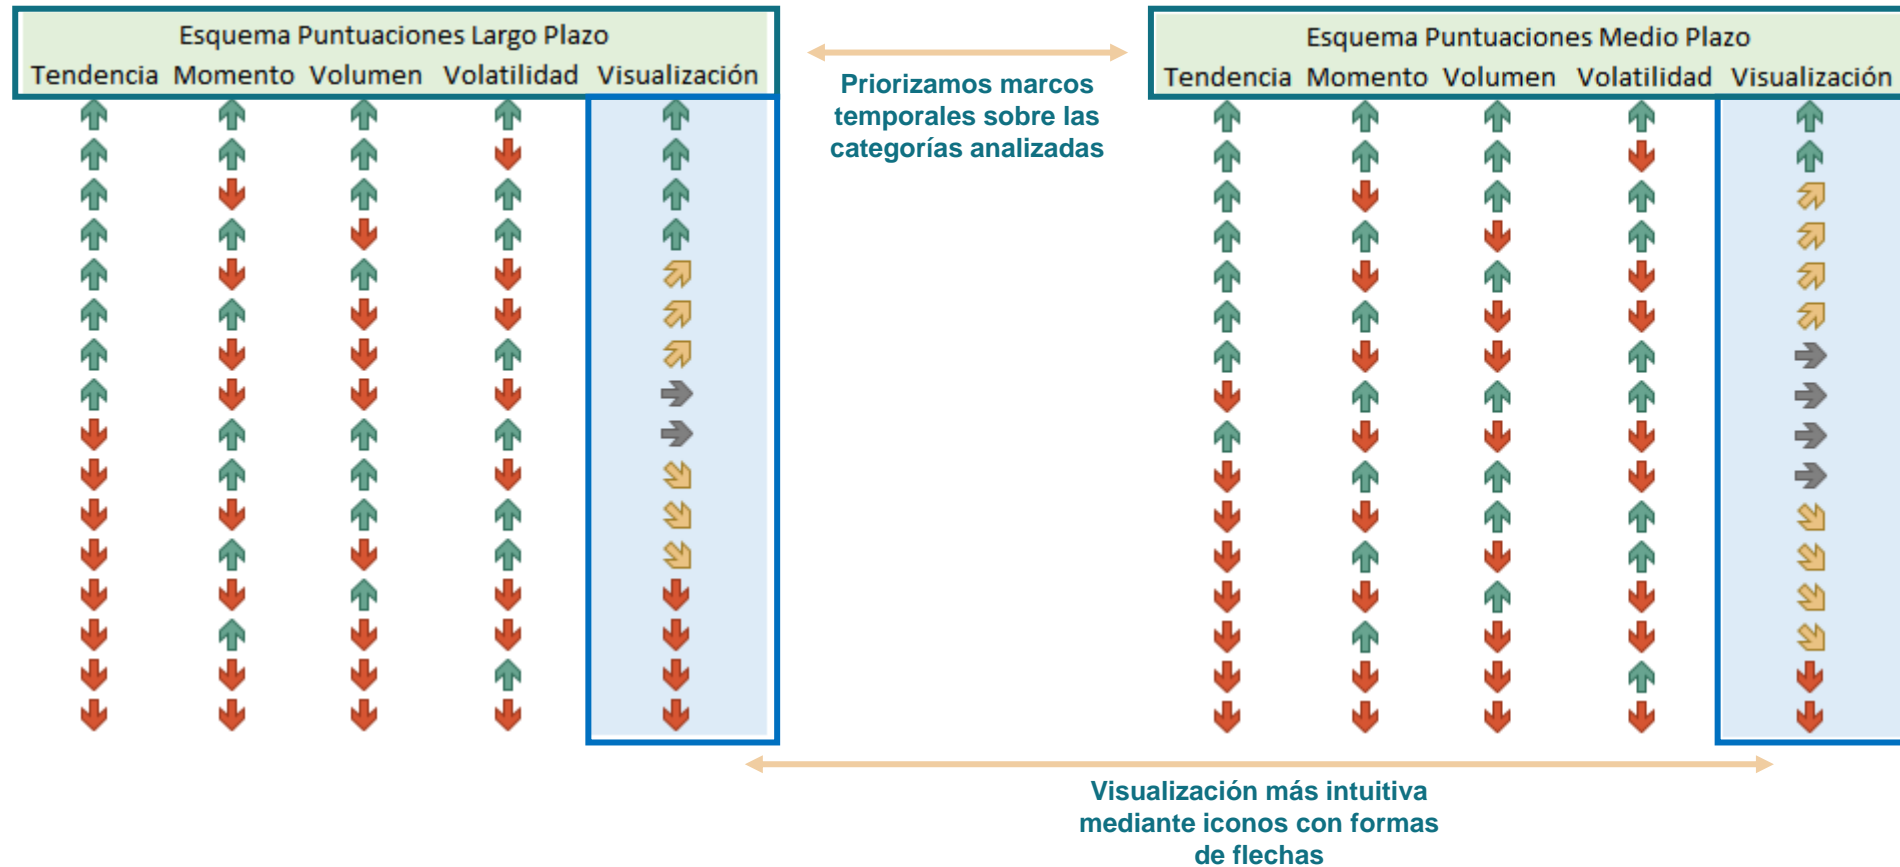 Esquema Puntuaciones Largo Plazo
Tendencia Momento Volumen Volatilidad Visualización
Priorizamos marcos
temporales sobre las
categorías analizadas
Esquema Puntuaciones Medio Plazo
Tendencia Momento Volumen Volatilidad Visualización
Visualización más intuitiva
mediante iconos con formas
de flechas